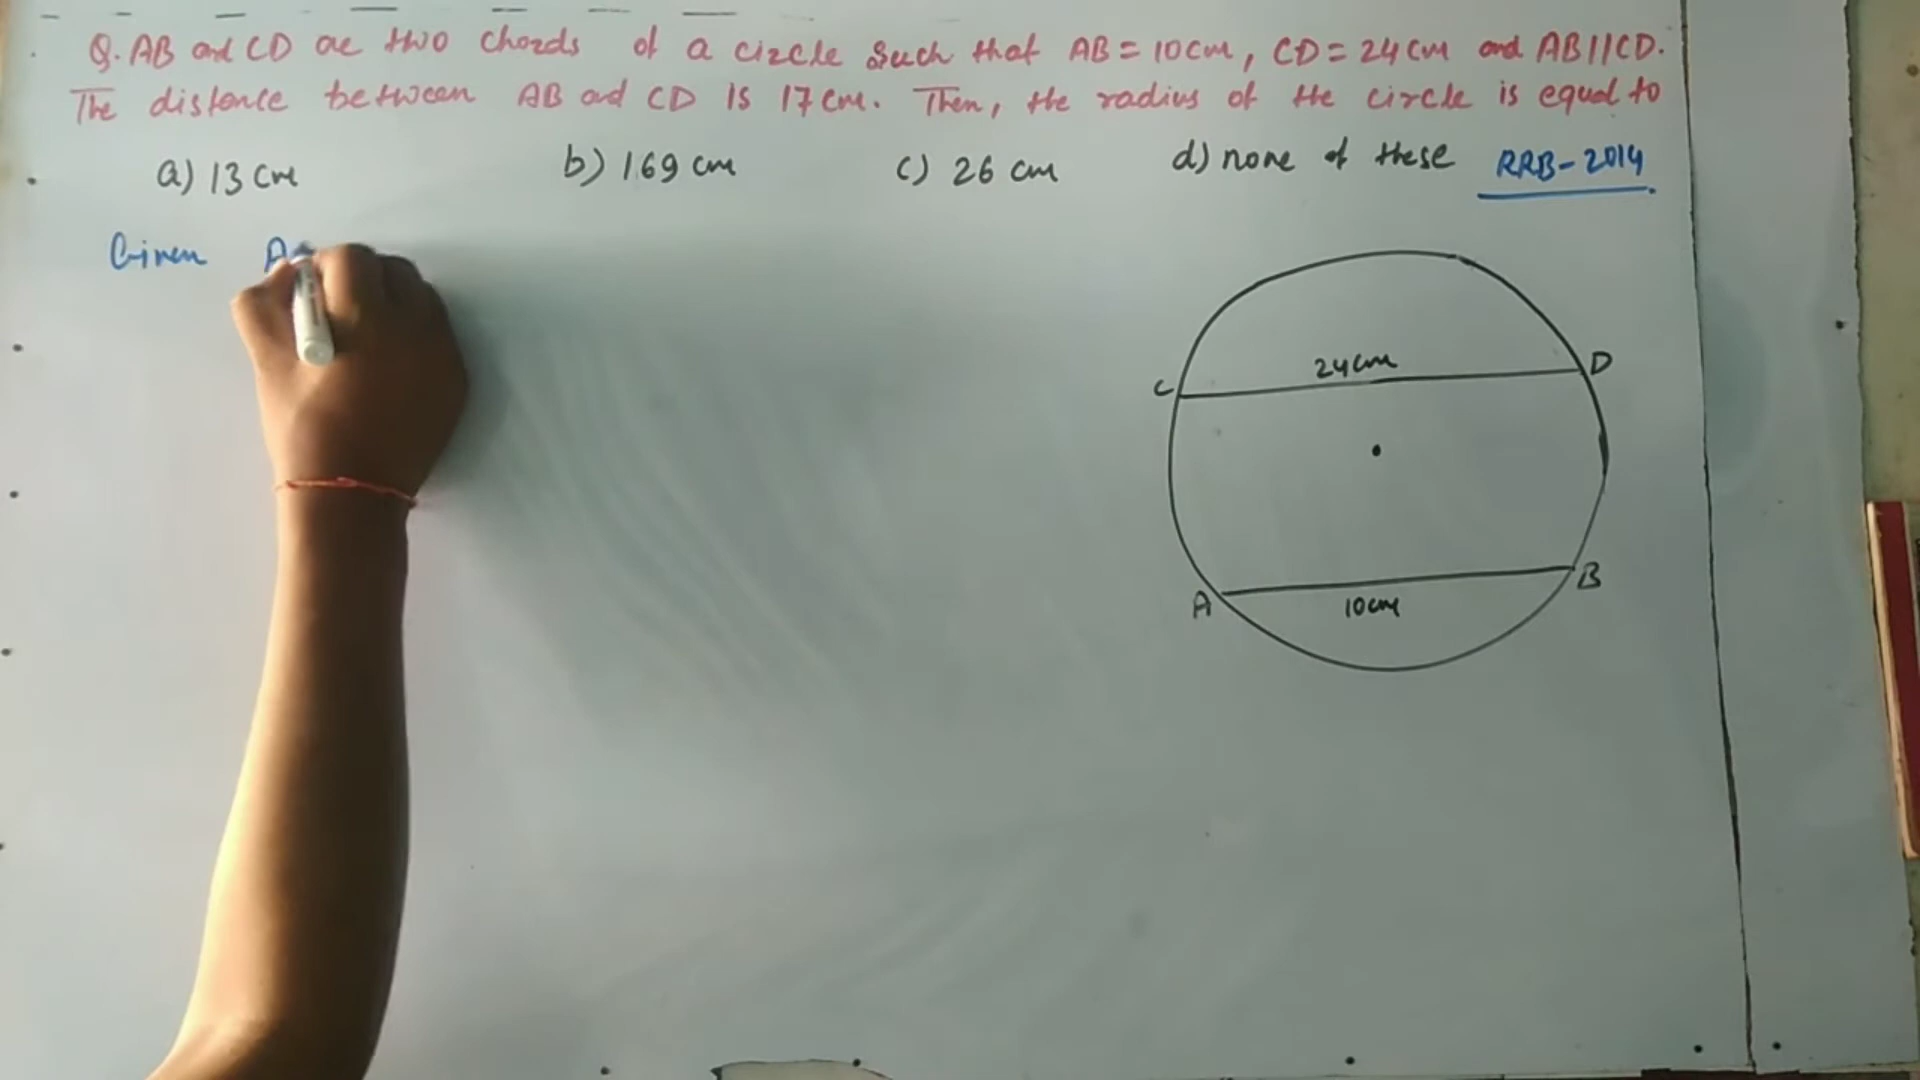 Q. AB and CD are two chords of a circle such that AB = 10cm, CD = 24cm and AB||CD.
The distance between AB and CD is 17cm. Then, the radius of the circle is equal to
a) 13 cm b) 169 cm c) 26 cm d) none of these RRB-2014
Given
24cm
C D
A B
10cm